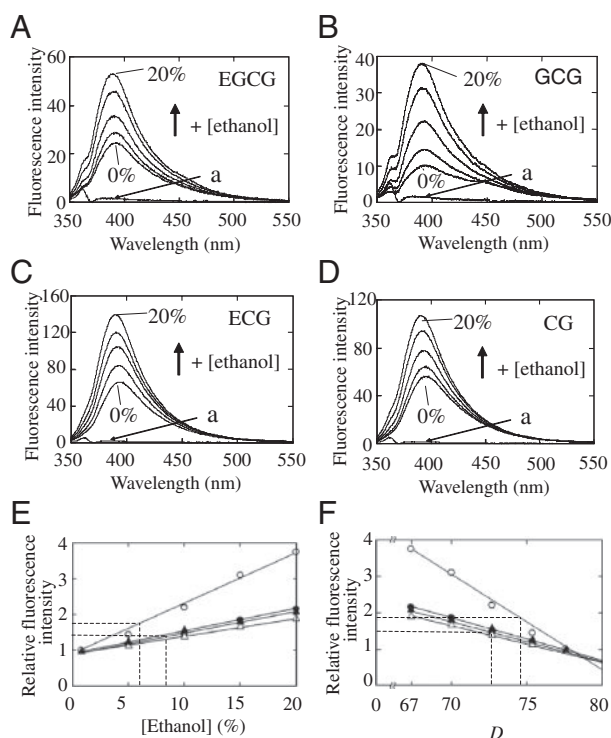 A
B
Fluorescence intensity
60
40
20
0
20%
EGCG
+ [ethanol]
0%
a
350 400 450 500 550
Wavelength (nm)
Fluorescence intensity
40
30
20
10
0
20%
GCG
+ [ethanol]
0%
a
350 400 450 500 550
Wavelength (nm)
C
D
Fluorescence intensity
160
120
80
40
0
20%
ECG
+ [ethanol]
0%
a
350 400 450 500 550
Wavelength (nm)
Fluorescence intensity
120
80
40
0
20%
CG
+ [ethanol]
0%
a
350 400 450 500 550
Wavelength (nm)
E
F
Relative fluorescence
intensity
4
3
2
1
0
0 5 10 15 20
[Ethanol] (%)
Relative fluorescence
intensity
4
3
2
1
0
0 67 70 75 80
D